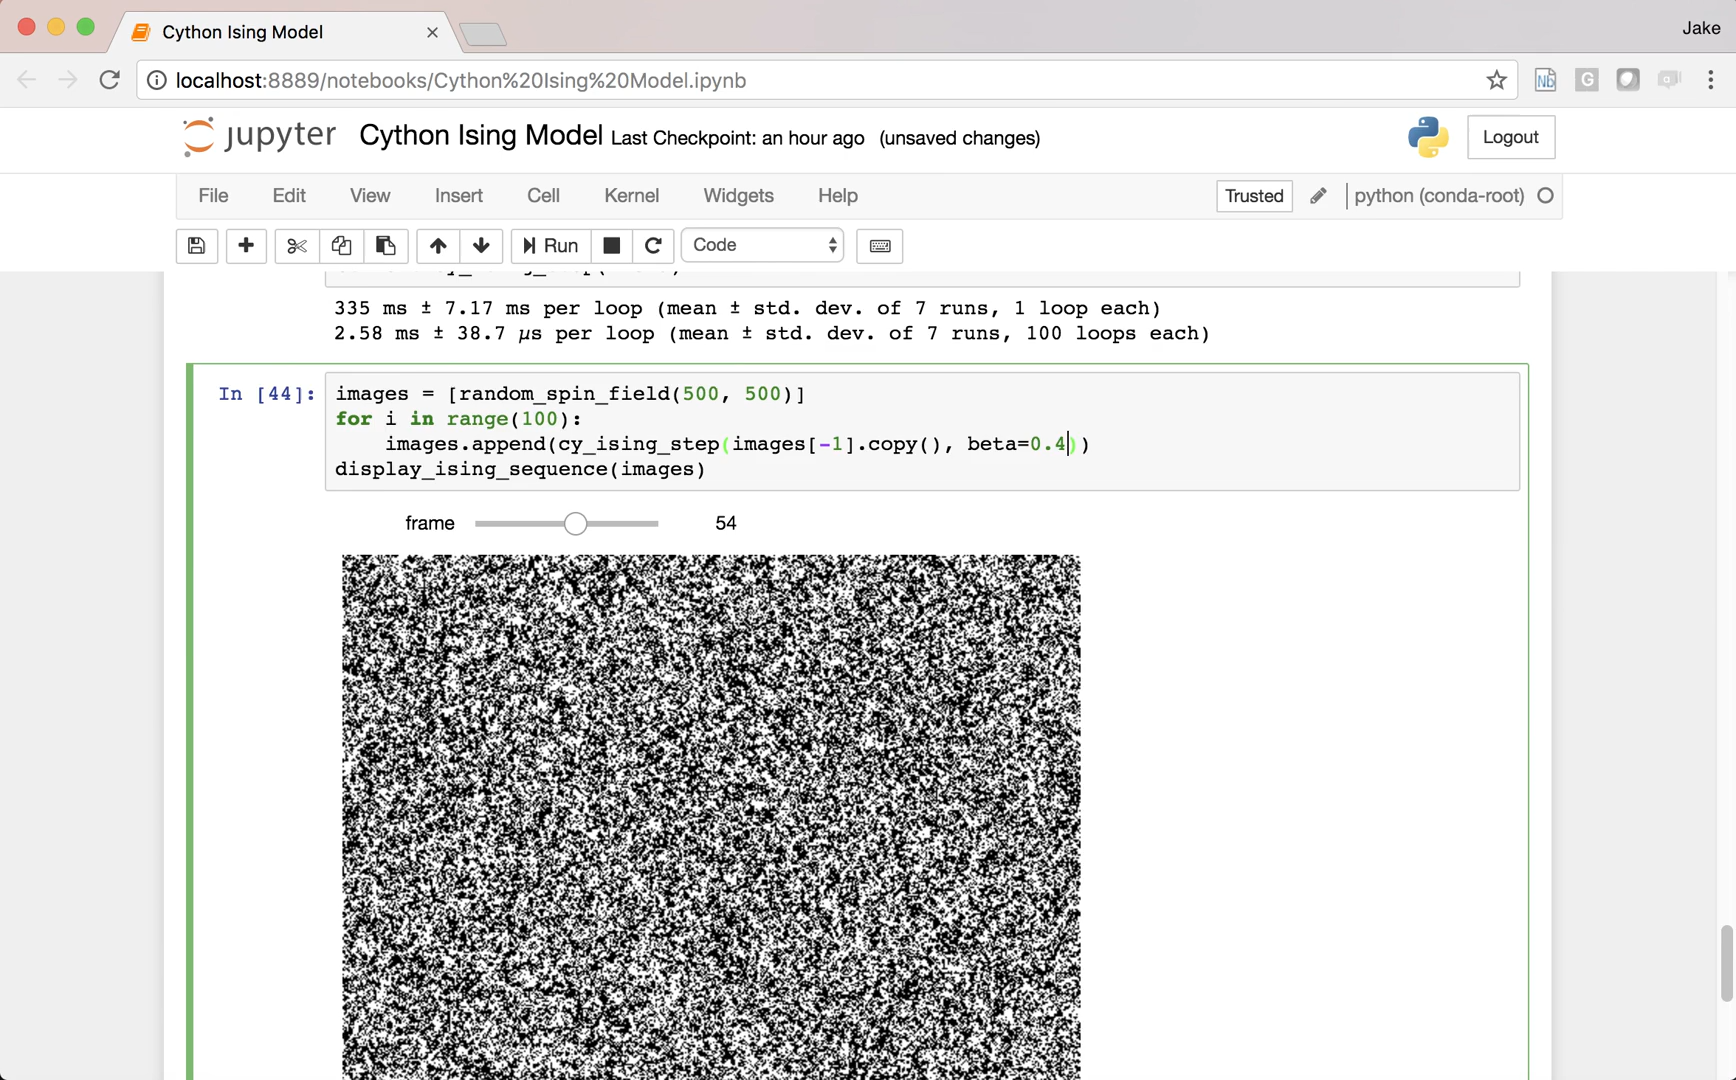 Cython Ising Model
Jake
localhost:8889/notebooks/Cython%20Ising%20Model.ipynb
jupyter Cython Ising Model Last Checkpoint: an hour ago (unsaved changes)
Logout
File Edit View Insert Cell Kernel Widgets Help Trusted python (conda-root)
Run Code
335 ms ± 7.17 ms per loop (mean ± std. dev. of 7 runs, 1 loop each)
2.58 ms ± 38.7 µs per loop (mean ± std. dev. of 7 runs, 100 loops each)
In [44]: images = [random_spin_field(500, 500)]
for i in range(100):
images.append(cy_ising_step(images[-1].copy(), beta=0.4))
display_ising_sequence(images)
frame 54